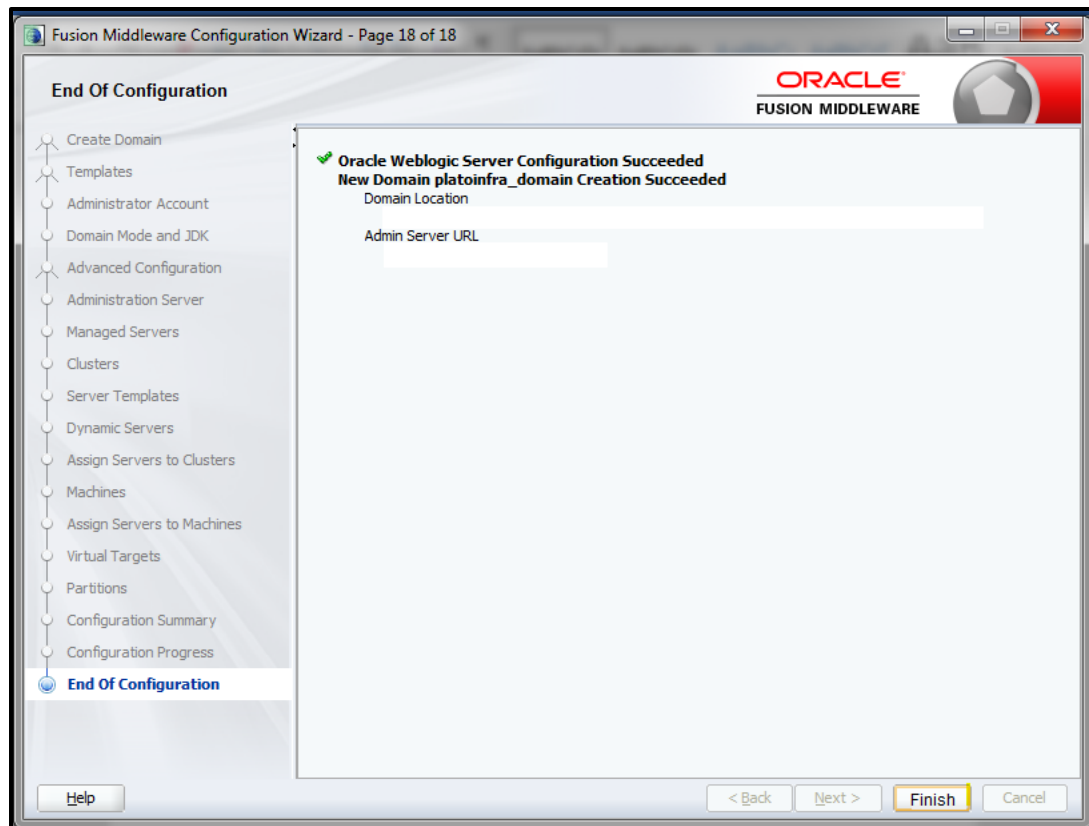 Fusion Middleware Configuration Wizard - Page 18 of 18
End Of Configuration
ORACLE
FUSION MIDDLEWARE
Create Domain
Templates
Administrator Account
Domain Mode and JDK
Advanced Configuration
Administration Server
Managed Servers
Clusters
Server Templates
Dynamic Servers
Assign Servers to Clusters
Machines
Assign Servers to Machines
Virtual Targets
Partitions
Configuration Summary
Configuration Progress
End Of Configuration
Oracle Weblogic Server Configuration Succeeded
New Domain platoinfra_domain Creation Succeeded
Domain Location
Admin Server URL
Help
< Back
Next >
Finish
Cancel